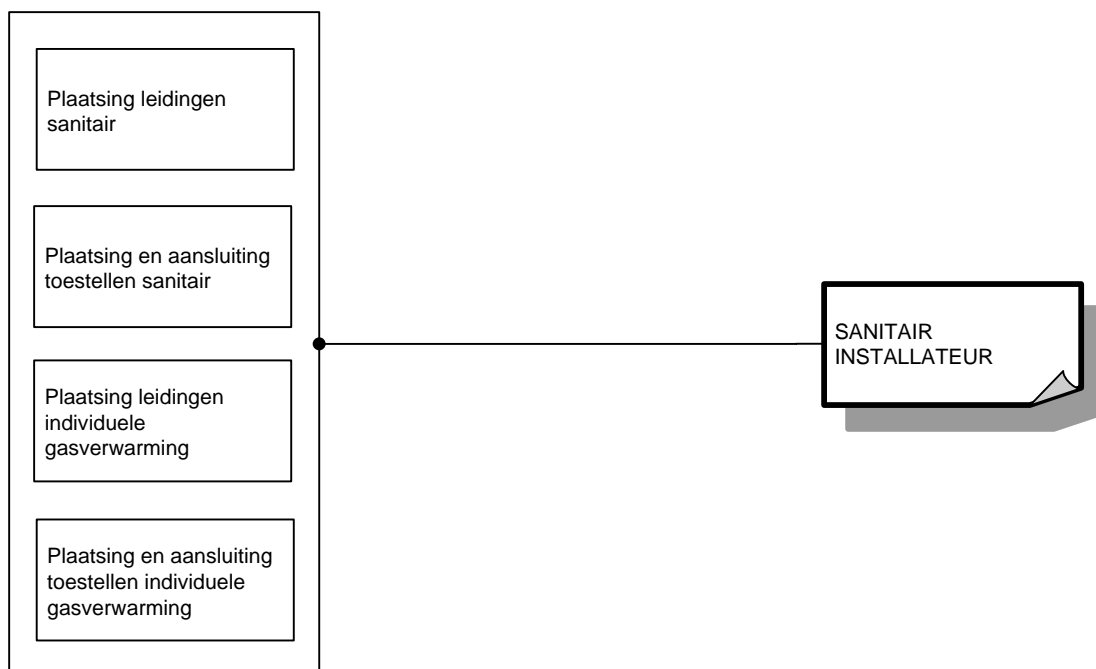 Plaatsing leidingen
sanitair
Plaatsing en aansluiting
toestellen sanitair
Plaatsing leidingen
individuele
gasverwarming
Plaatsing en aansluiting
toestellen individuele
gasverwarming
SANITAIR
INSTALLATEUR